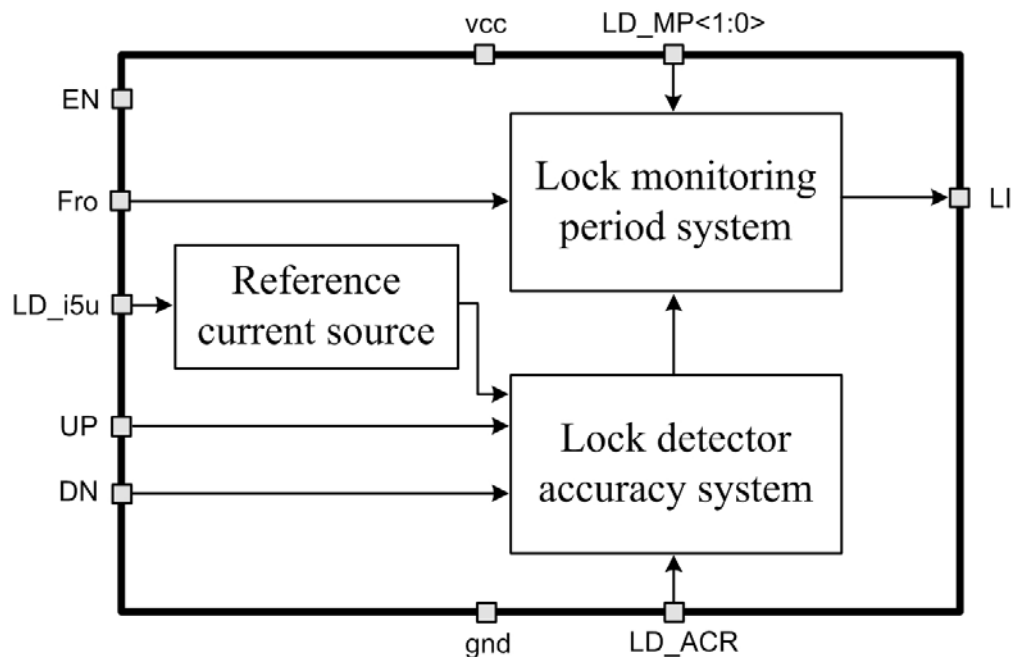 vcc
LD_MP<1:0>
EN
Fro
Lock monitoring
period system
LI
LD_i5u
Reference
current source
UP
DN
Lock detector
accuracy system
gnd
LD_ACR